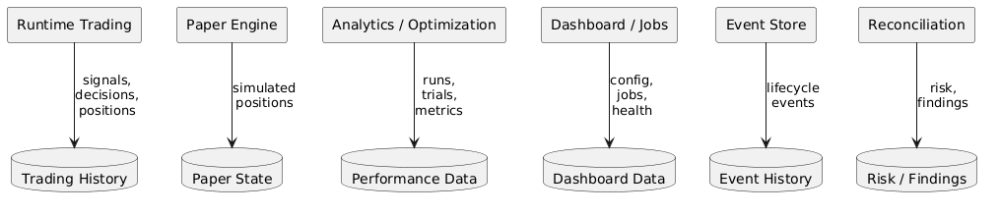 Runtime Trading
Paper Engine
Analytics / Optimization
Dashboard / Jobs
Event Store
Reconciliation
signals,
decisions,
positions
simulated
positions
runs,
trials,
metrics
config,
jobs,
health
lifecycle
events
risk,
findings
Trading History
Paper State
Performance Data
Dashboard Data
Event History
Risk / Findings